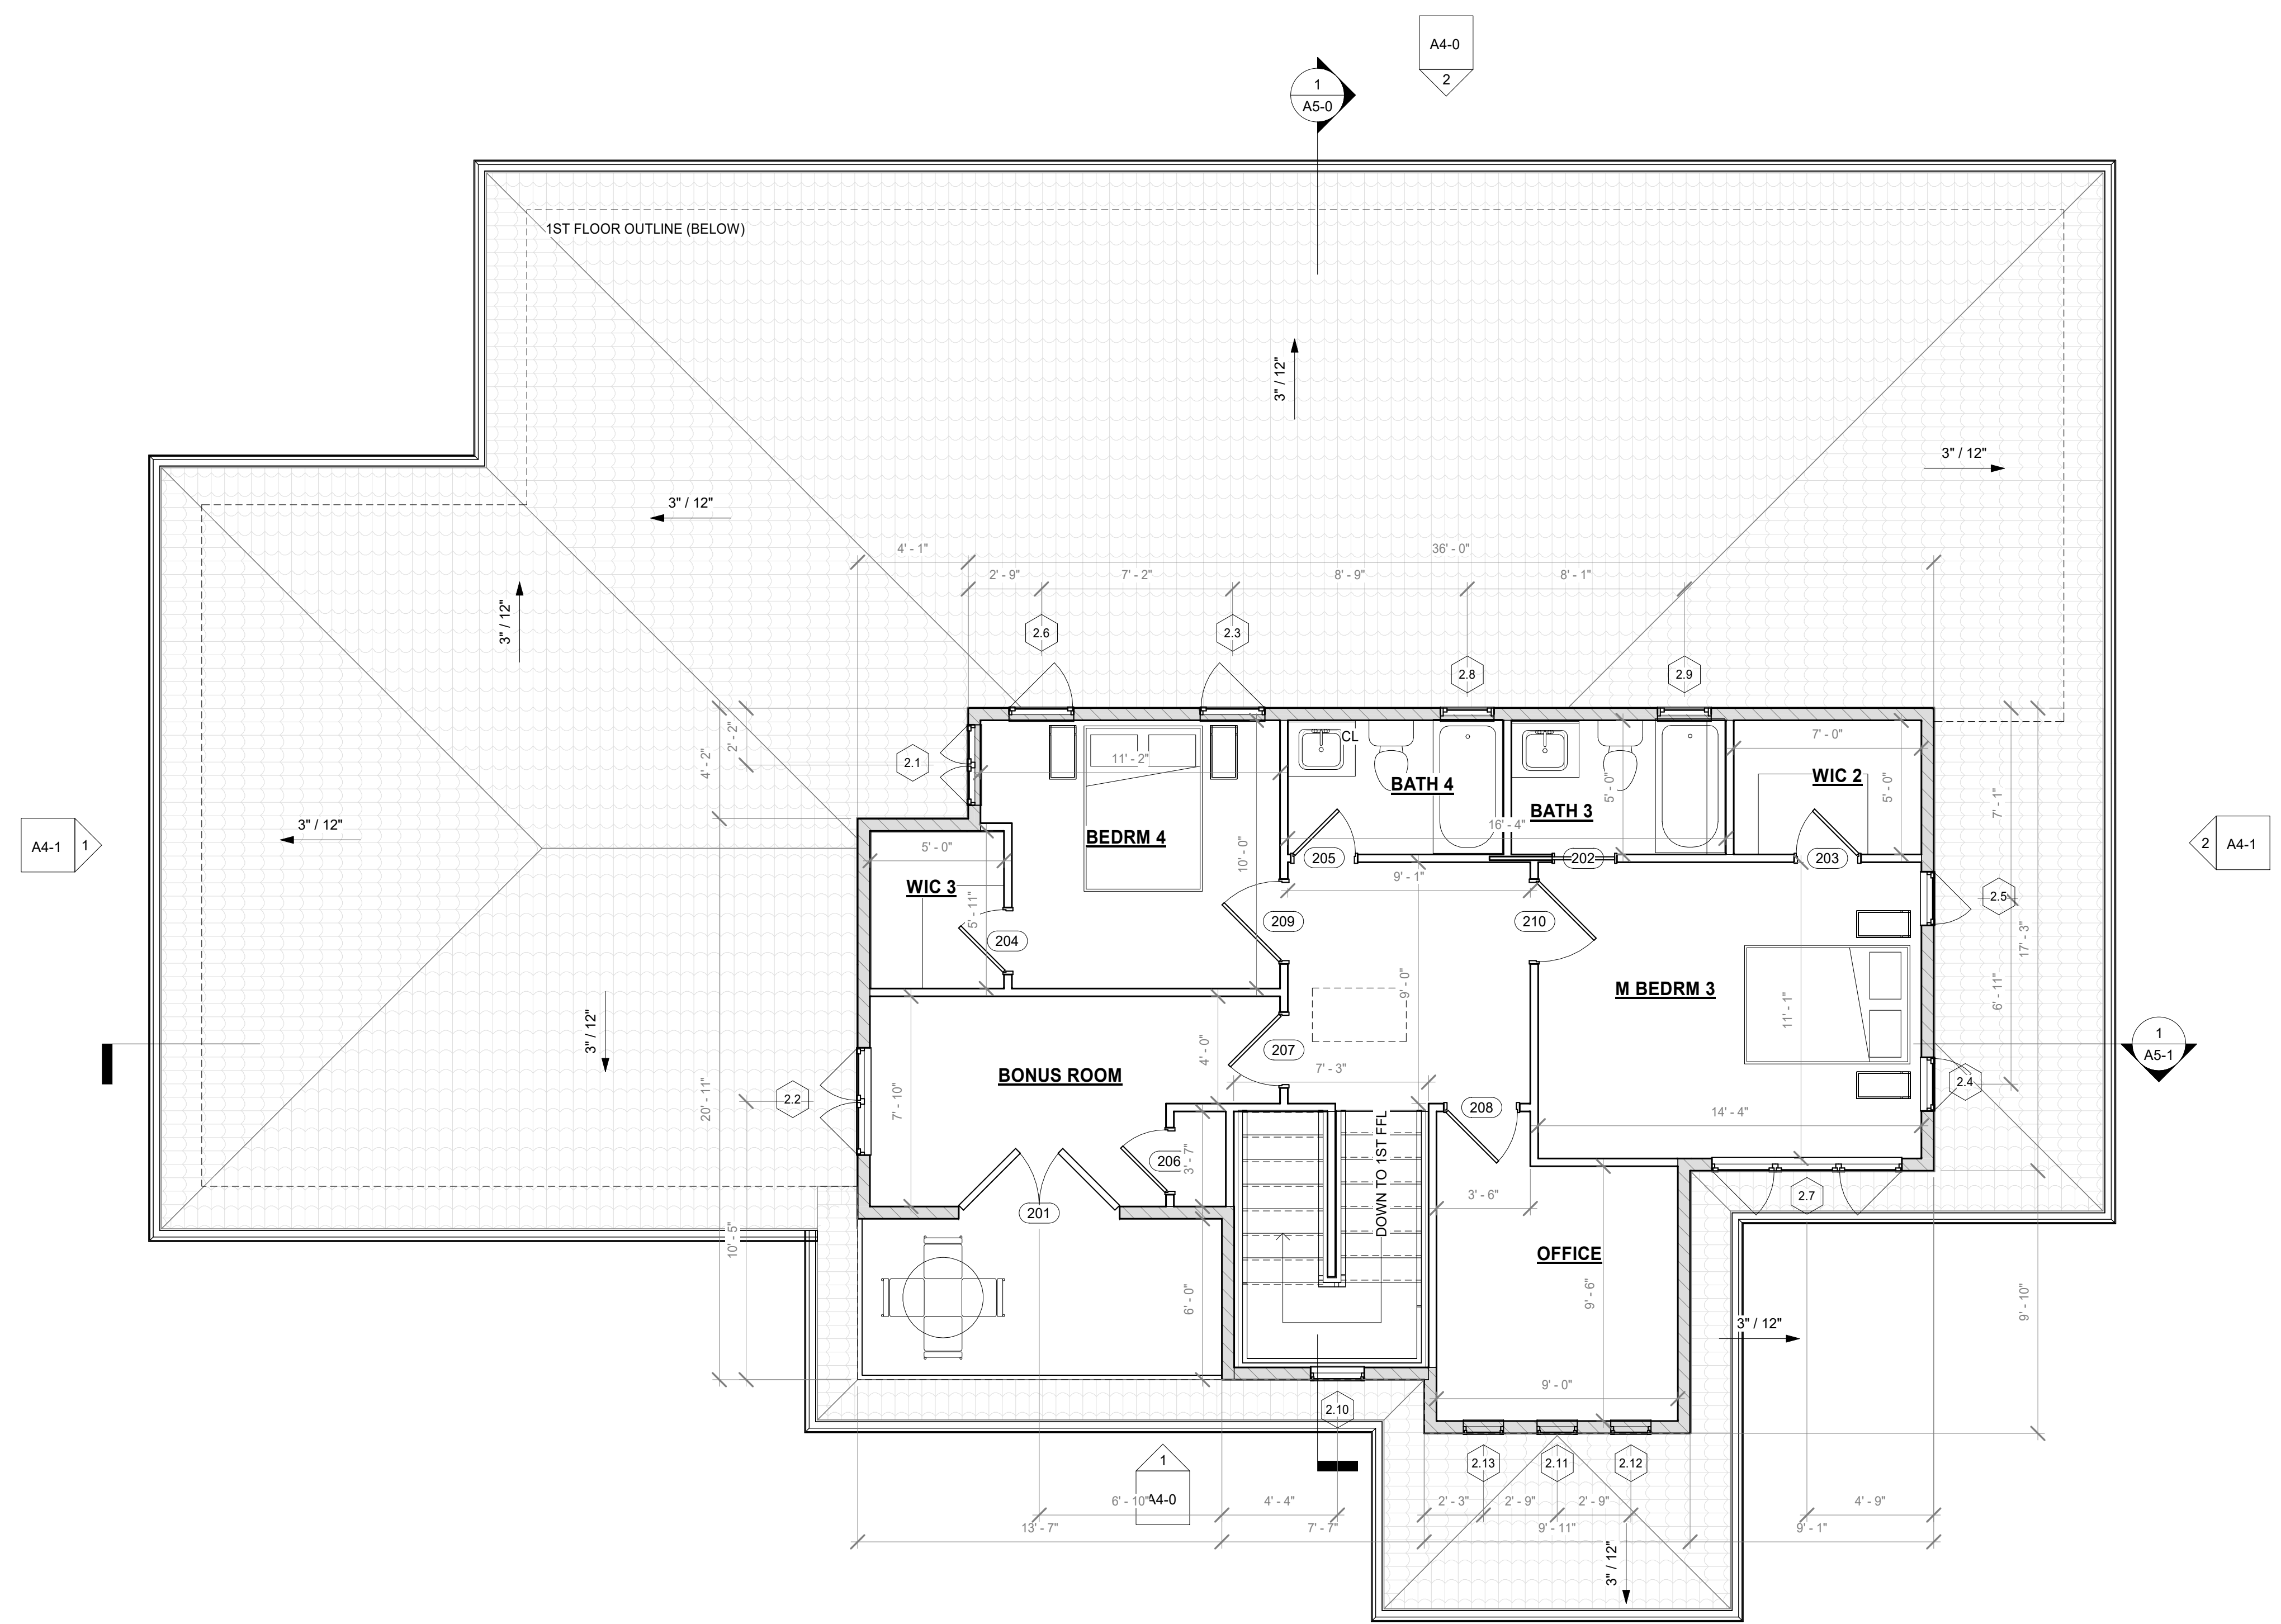 A4-0
2
1
A5-0
1ST FLOOR OUTLINE (BELOW)
3" / 12"
3" / 12"
3" / 12"
4' - 1"
36' - 0"
2' - 9"
7' - 2"
8' - 9"
8' - 1"
3" / 12"
2.6
2.3
2.8
2.9
4' - 2"
2' - 2"
2.1
CL
7' - 0"
11' - 2"
BATH 4
WIC 2
5' - 0"
5' - 0"
7' - 1"
BATH 3
16' - 4"
3" / 12"
A4-1
1
BEDRM 4
5' - 0"
10' - 0"
205
202
203
2
A4-1
9' - 1"
WIC 3
5' - 11"
2.5
209
210
204
17' - 3"
9' - 0"
M BEDRM 3
6' - 11"
11' - 1"
3" / 12"
4' - 0"
207
7' - 3"
BONUS ROOM
1
A5-1
2.4
2.2
7' - 10"
20' - 11"
208
14' - 4"
DOWN TO 1ST FFL
206
3' - 7"
3' - 6"
2.7
201
10' - 5"
OFFICE
6' - 0"
9' - 6"
9' - 10"
3" / 12"
9' - 0"
2.10
1
A4-0
2.13
2.11
2.12
6' - 10"
4' - 4"
2' - 3"
2' - 9"
2' - 9"
4' - 9"
13' - 7"
7' - 7"
9' - 11"
9' - 1"
3" / 12"